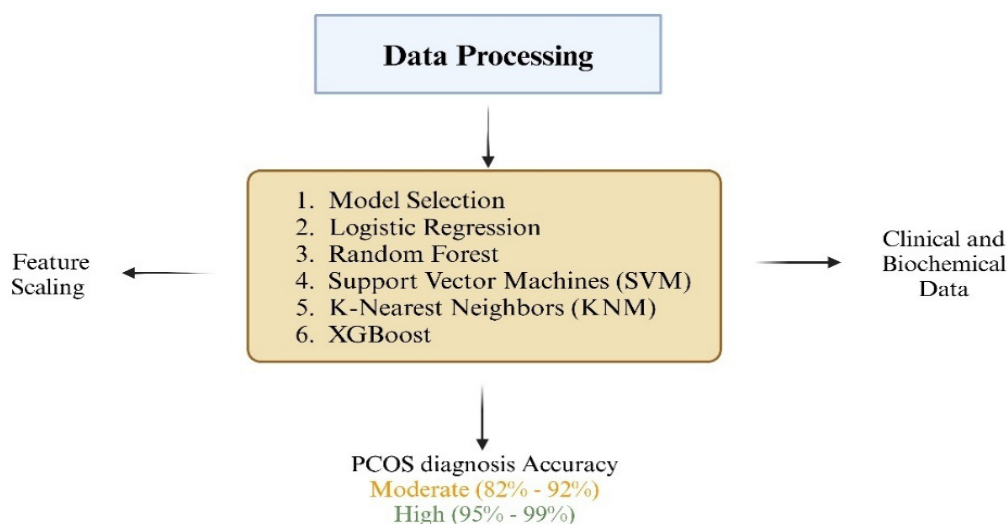 Data Processing
1. Model Selection
2. Logistic Regression
3. Random Forest
4. Support Vector Machines (SVM)
5. K-Nearest Neighbors (KNM)
6. XGBoost
Feature
Scaling
Clinical and
Biochemical
Data
PCOS diagnosis Accuracy
Moderate (82% - 92%)
High (95% - 99%)